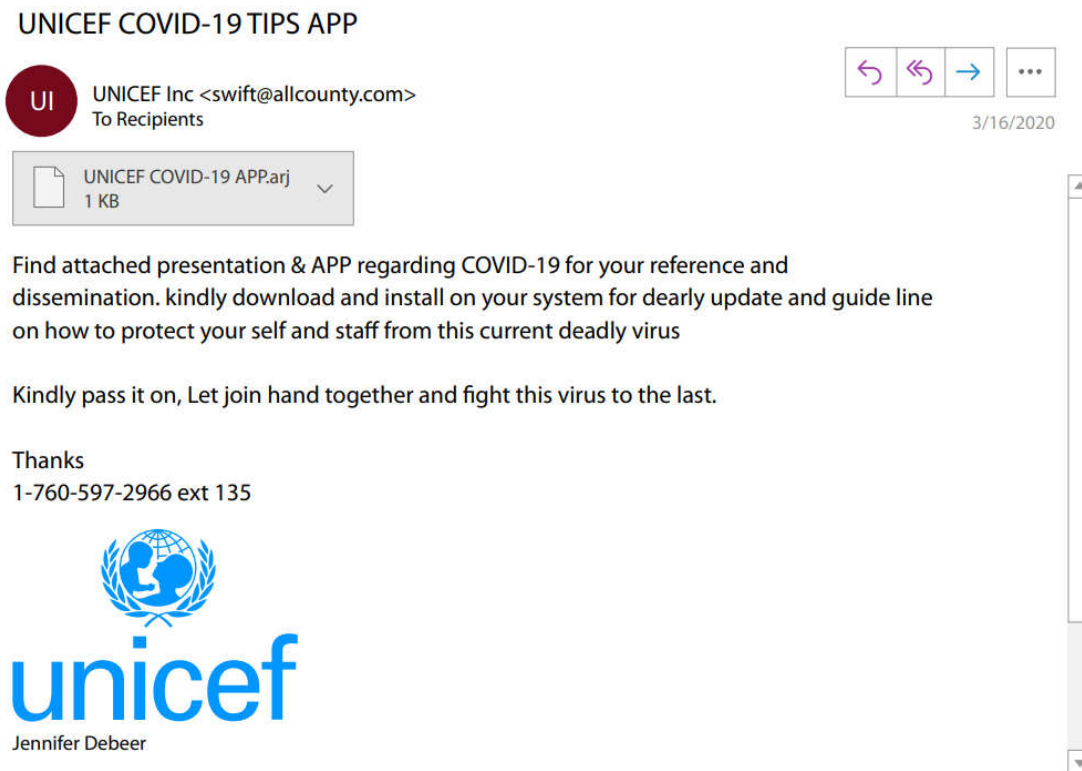 UNICEF COVID-19 TIPS APP
UI
UNICEF Inc <swift@allcounty.com>
To Recipients
3/16/2020
UNICEF COVID-19 APP.arj
1 KB
Find attached presentation & APP regarding COVID-19 for your reference and
dissemination. kindly download and install on your system for dearly update and guide line
on how to protect your self and staff from this current deadly virus
Kindly pass it on, Let join hand together and fight this virus to the last.
Thanks
1-760-597-2966 ext 135
unicef
Jennifer Debeer